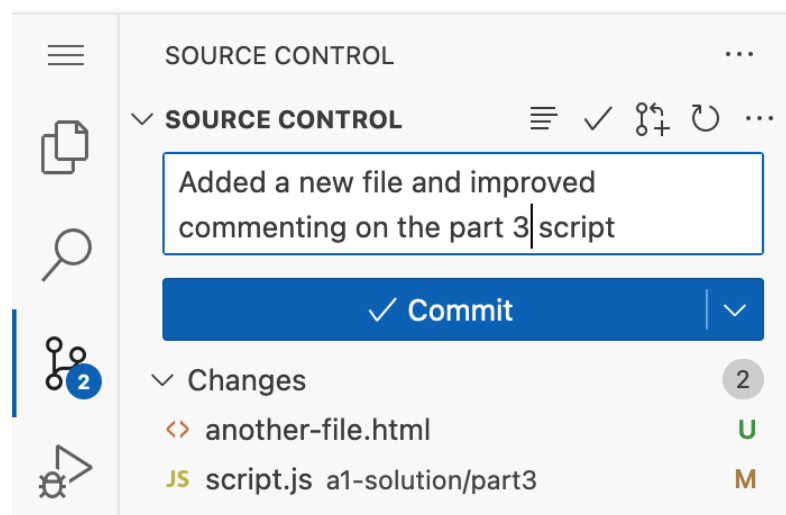 SOURCE CONTROL
SOURCE CONTROL
Added a new file and improved
commenting on the part 3 script
Commit
2
Changes 2
<> another-file.html U
JS script.js a1-solution/part3 M